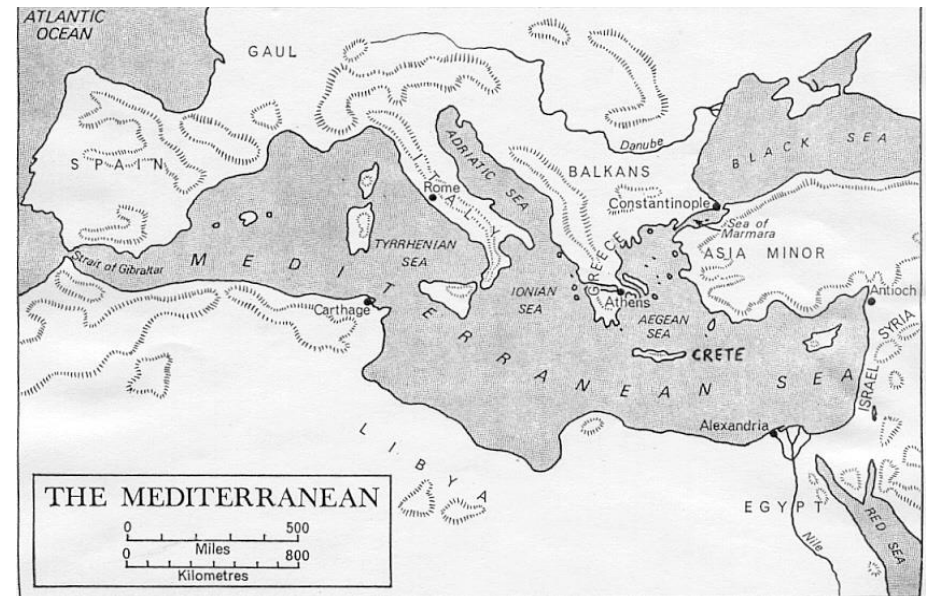 ATLANTIC
OCEAN
GAUL
SPAIN
ITALY
Rome
ADRIATIC SEA
Danube
BALKANS
BLACK SEA
Constantinople
Sea of
Marmara
ASIA MINOR
Strait of Gibraltar
TYRRHENIAN
SEA
GREECE
Athens
IONIAN
SEA
AEGEAN
SEA
Antioch
SYRIA
Carthage
CRETE
MEDITERRANEAN SEA
ISRAEL
Alexandria
LIBYA
EGYPT
Nile
RED SEA
THE MEDITERRANEAN
0 500
Miles
0 800
Kilometres